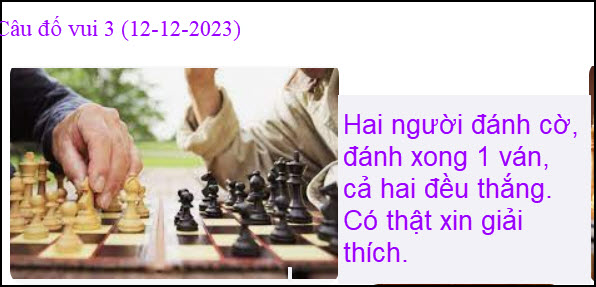 Câu đố vui 3 (12-12-2023)
Hai người đánh cờ,
đánh xong 1 ván,
cả hai đều thắng.
Có thật xin giải
thích.